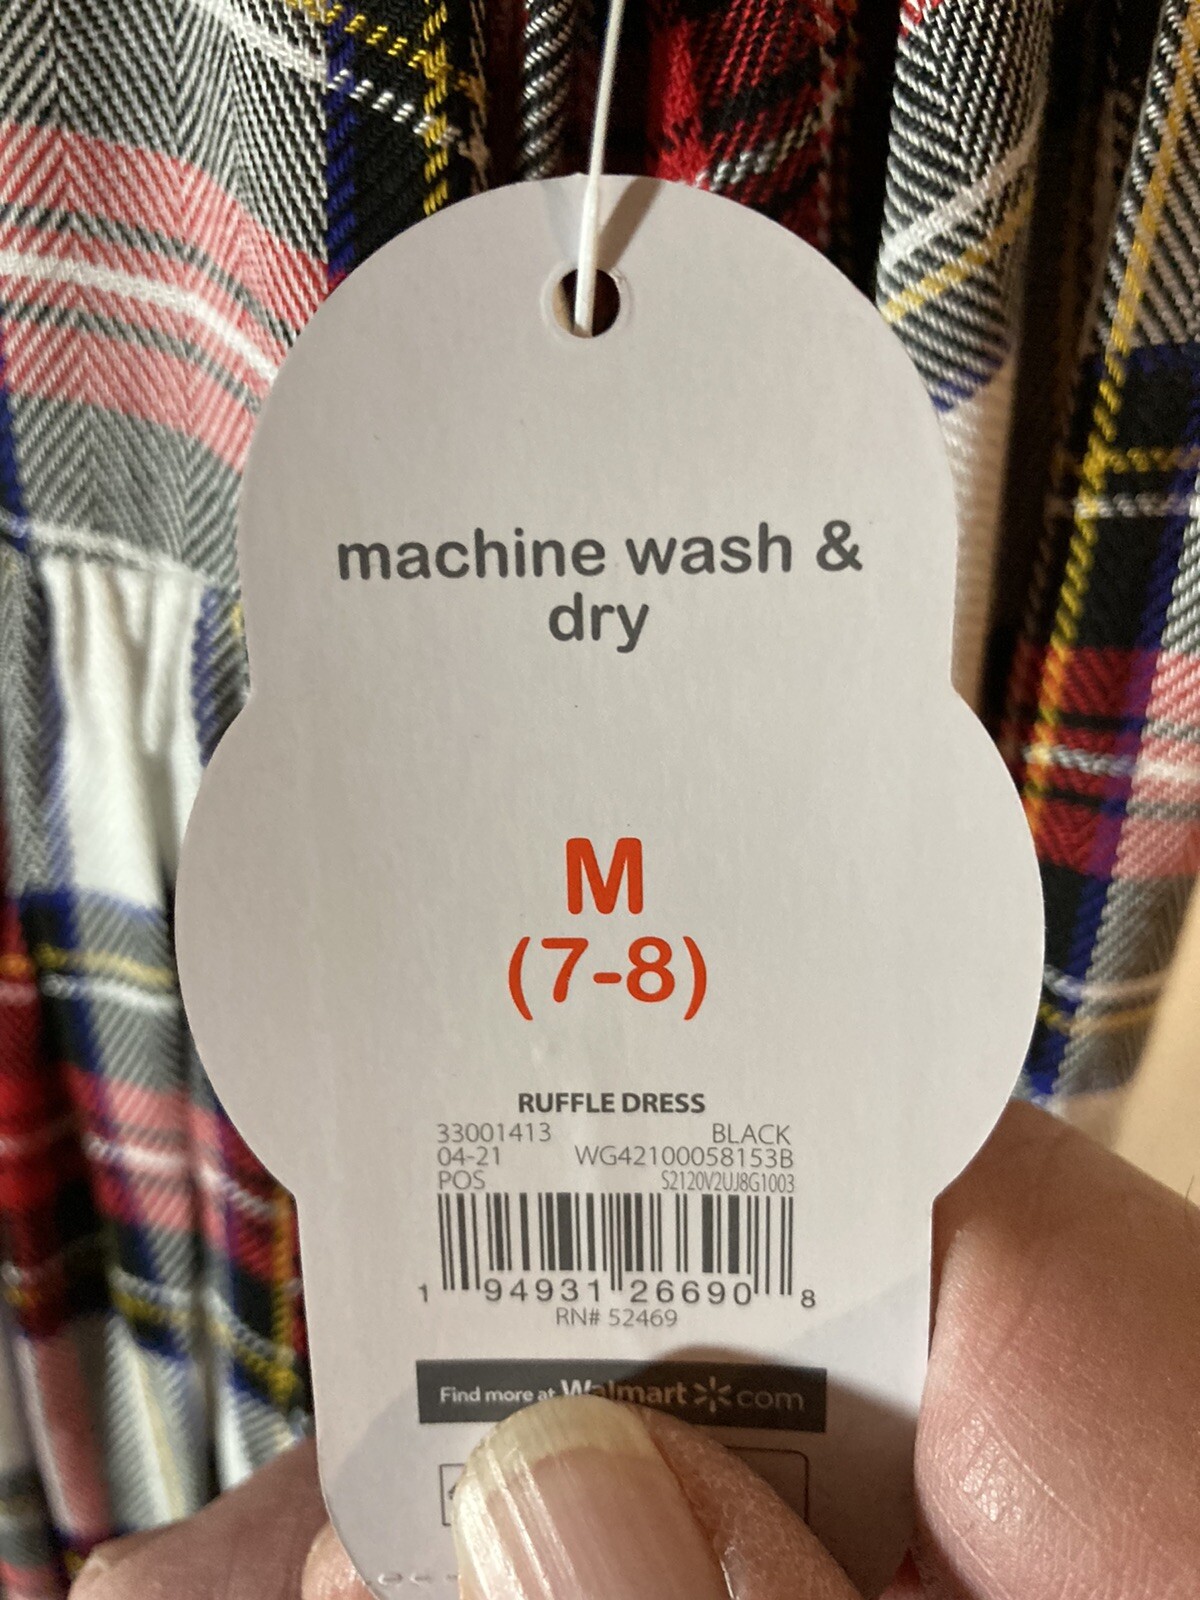 machine wash &
dry
M
(7-8)
RUFFLE DRESS
33001413 BLACK
04-21 WG42100058153B
POS S2120V2UJ8G1003
1 94931 26690 8
RN# 52469
Find more at Walmart com